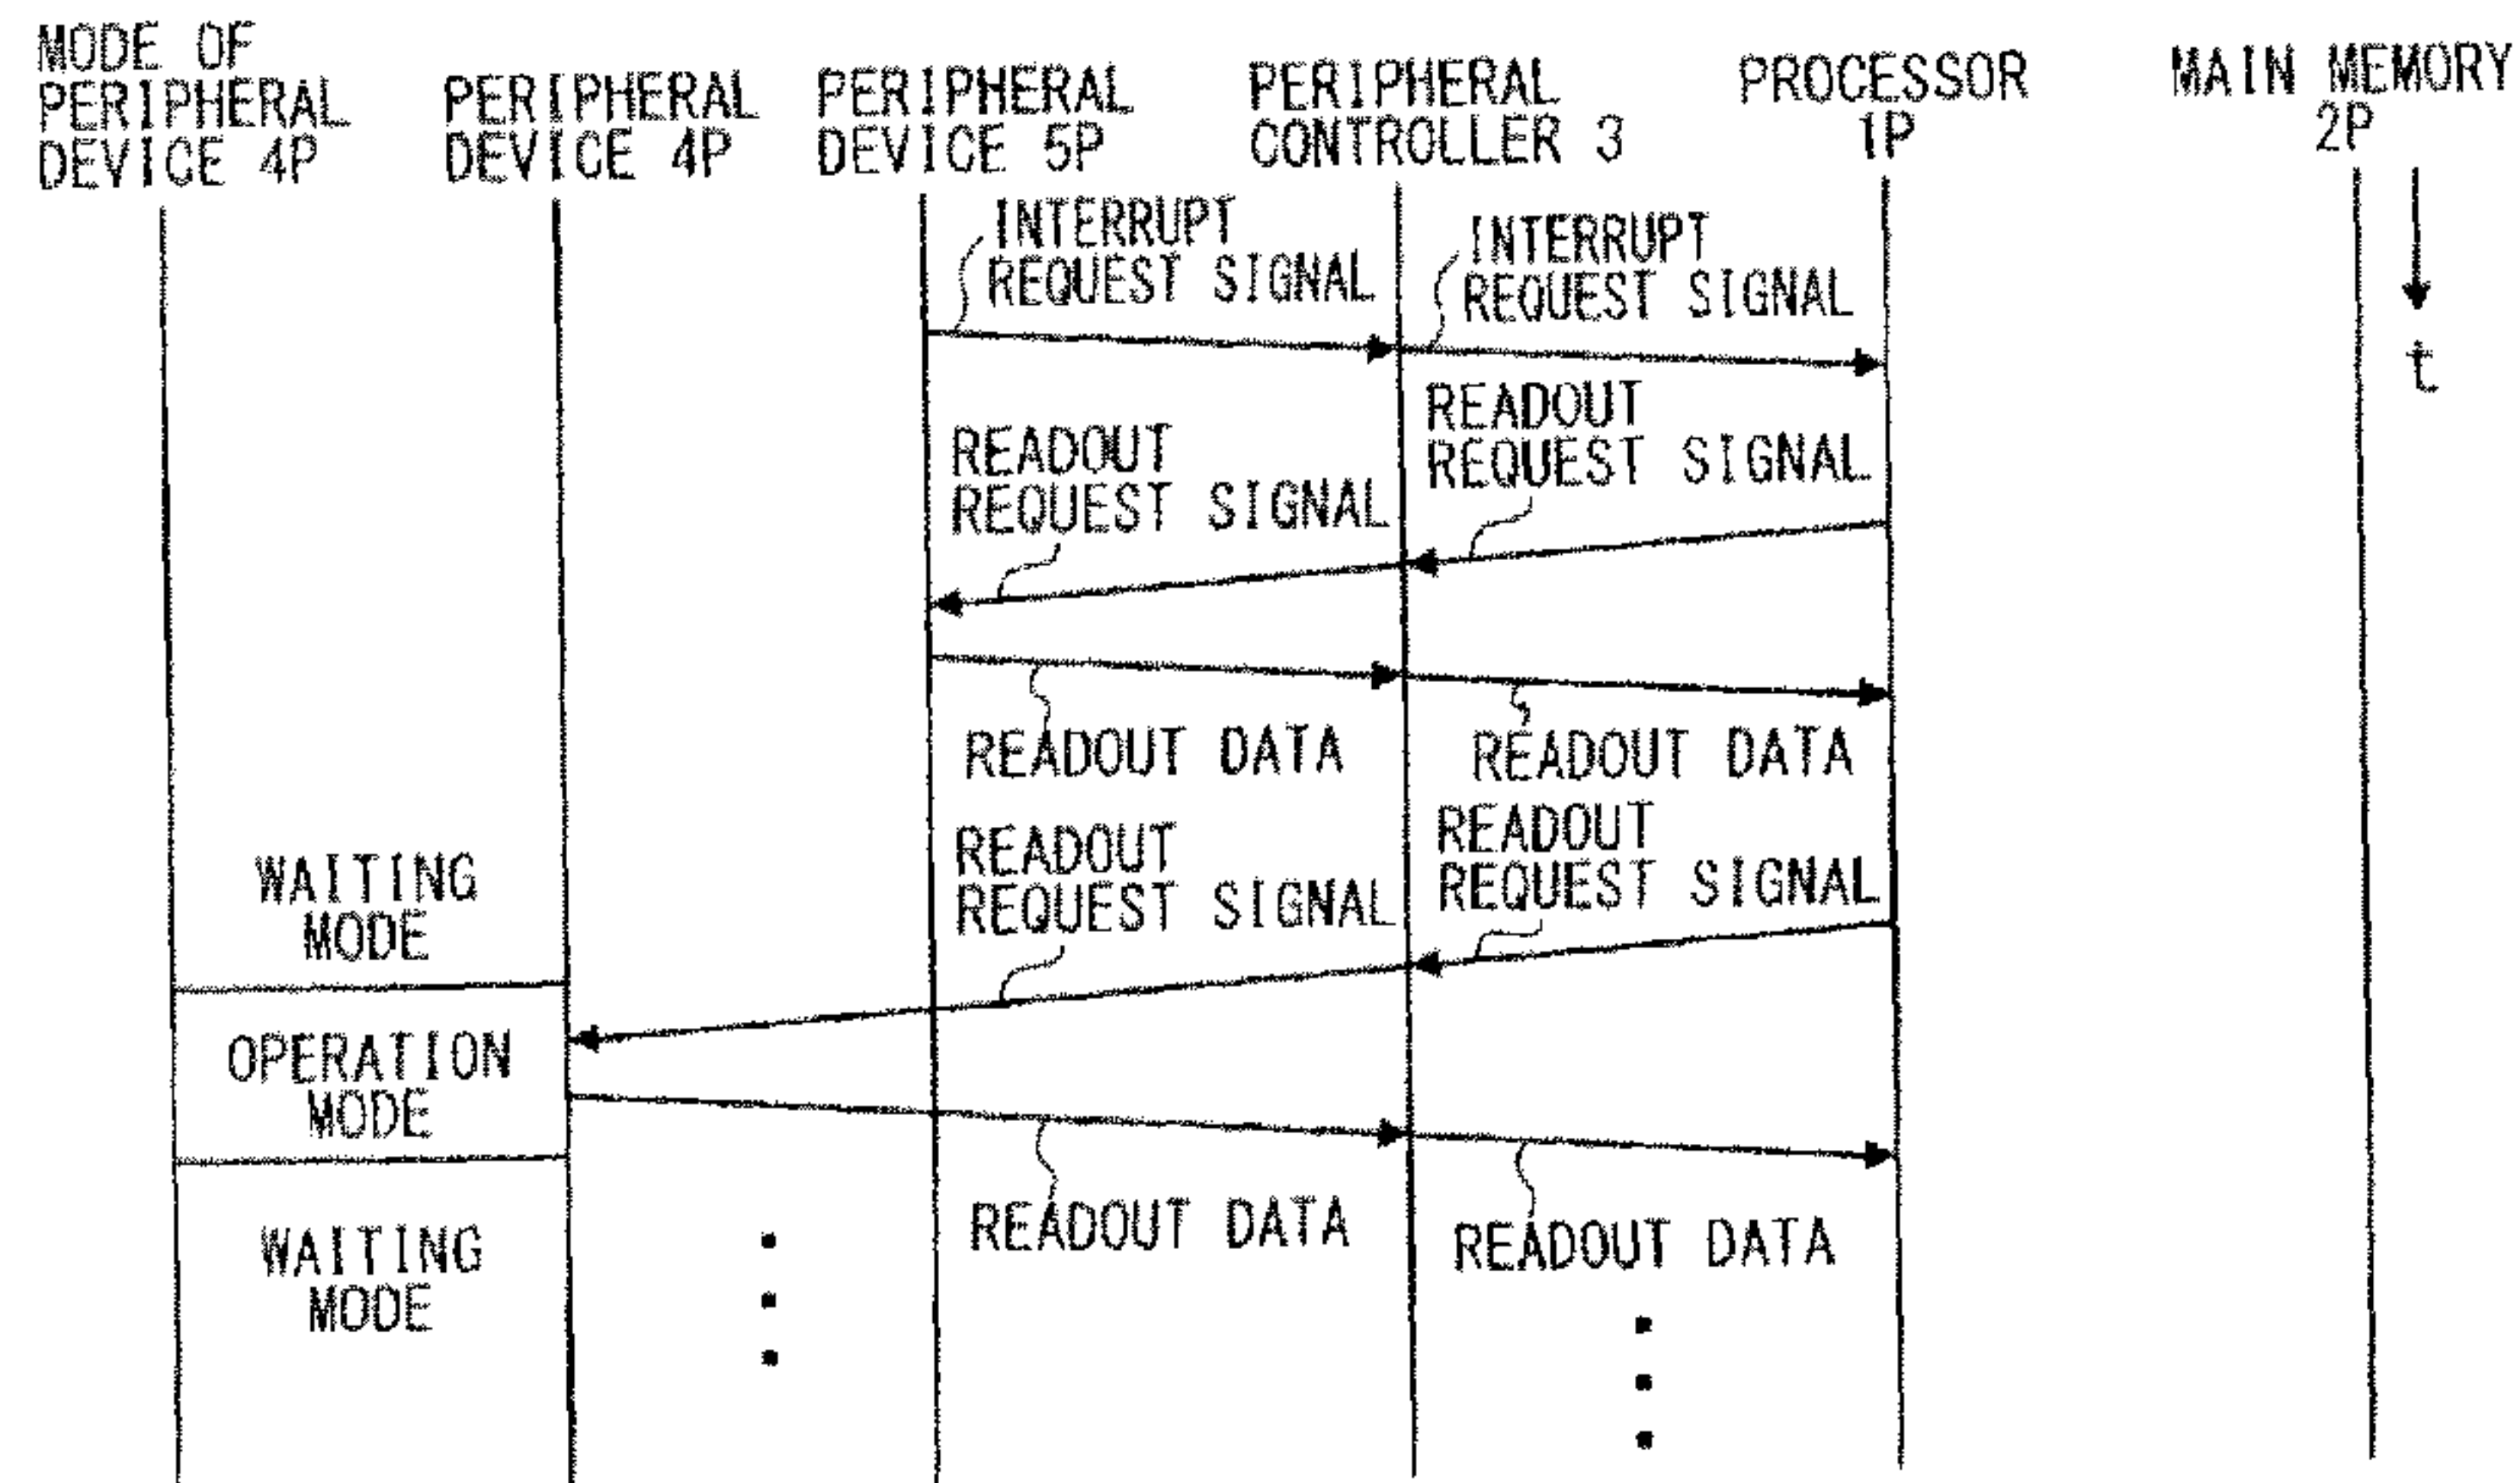 MODE OF
PERIPHERAL
DEVICE 4P
PERIPHERAL
DEVICE 4P
PERIPHERAL
DEVICE 5P
PERIPHERAL
CONTROLLER 3
PROCESSOR
1P
MAIN MEMORY
2P
t
INTERRUPT
REQUEST SIGNAL
INTERRUPT
REQUEST SIGNAL
READOUT
REQUEST SIGNAL
READOUT
REQUEST SIGNAL
READOUT DATA
READOUT DATA
READOUT
REQUEST SIGNAL
READOUT
REQUEST SIGNAL
WAITING
MODE
OPERATION
MODE
READOUT DATA
READOUT DATA
WAITING
MODE